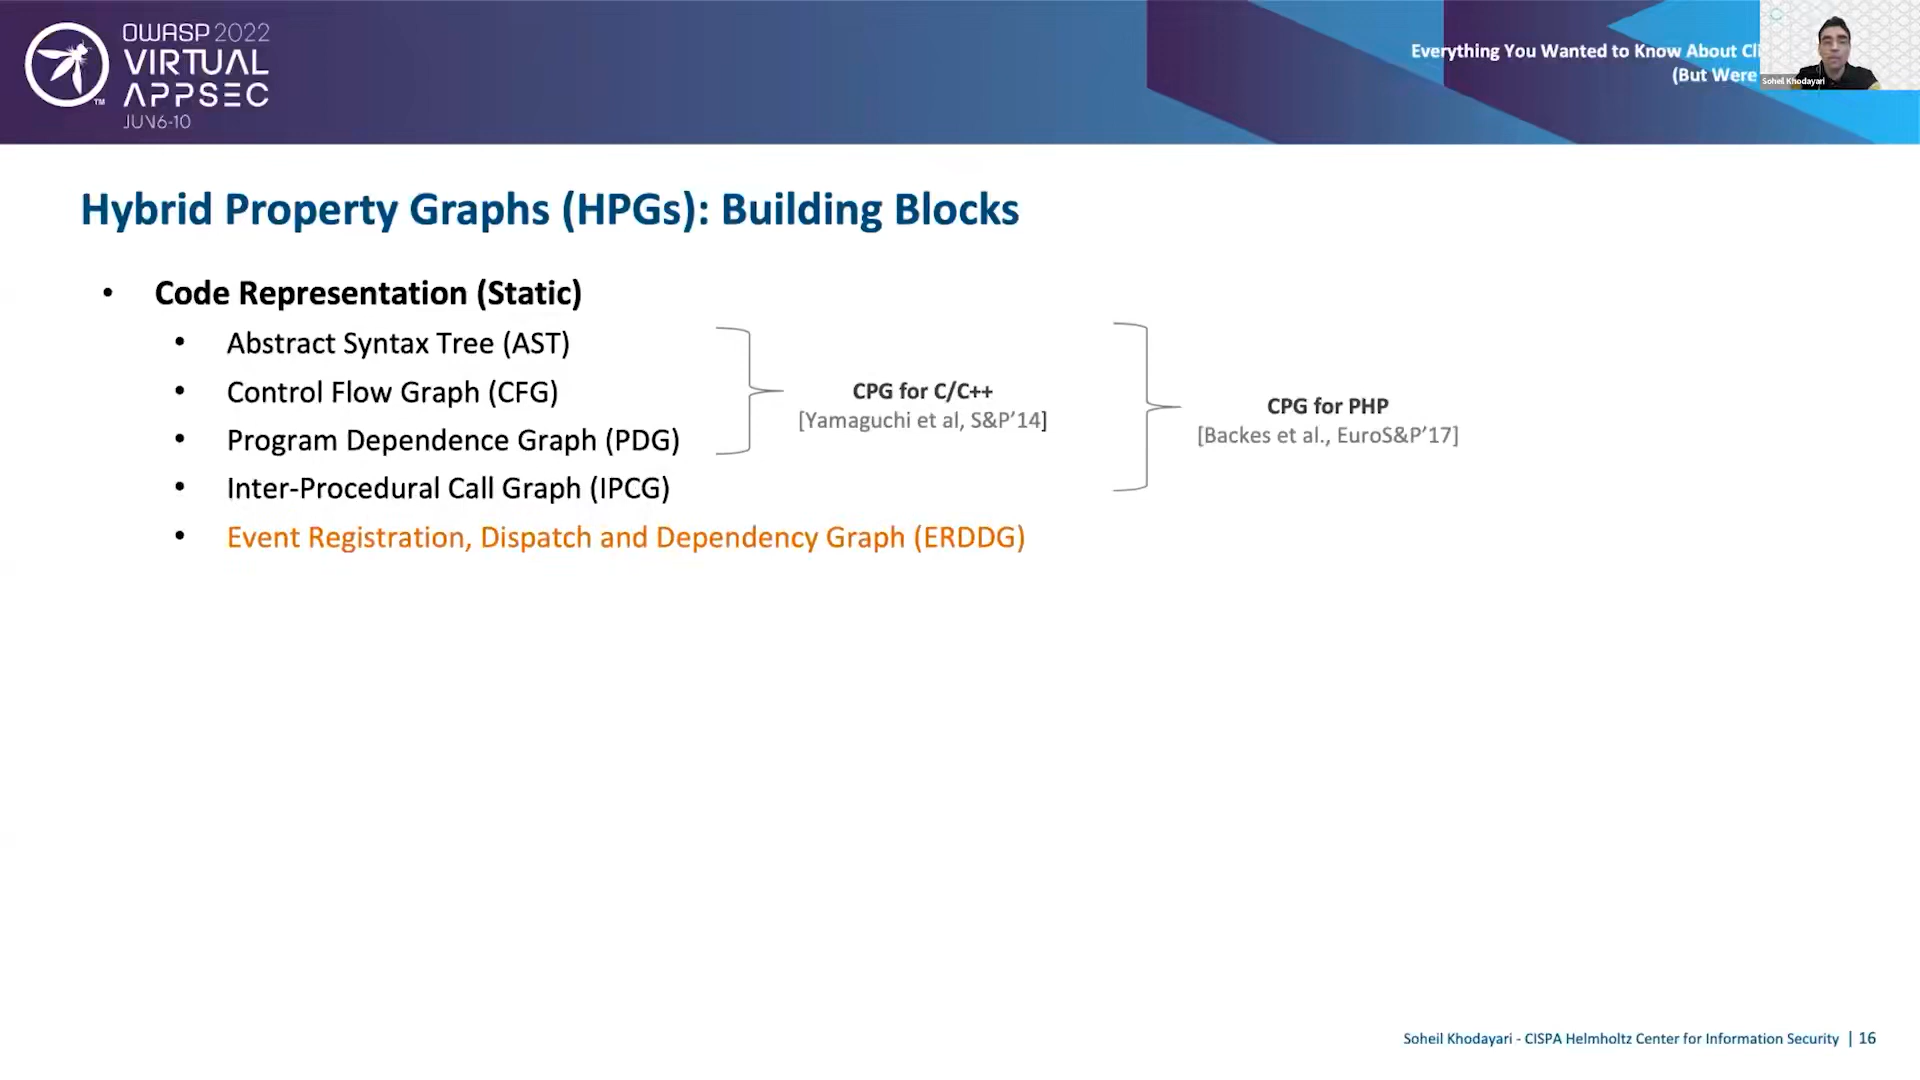 OWASP 2022
VIRTUAL
APPSEC
JUN6-10
TM
Everything You Wanted to Know About
(But Were
Soheil Khodayari
Hybrid Property Graphs (HPGs): Building Blocks
• Code Representation (Static)
• Abstract Syntax Tree (AST)
• Control Flow Graph (CFG)
• Program Dependence Graph (PDG)
• Inter-Procedural Call Graph (IPCG)
• Event Registration, Dispatch and Dependency Graph (ERDDG)
CPG for C/C++
[Yamaguchi et al, S&P’14]
CPG for PHP
[Backes et al., EuroS&P’17]
Soheil Khodayari - CISPA Helmholtz Center for Information Security | 16